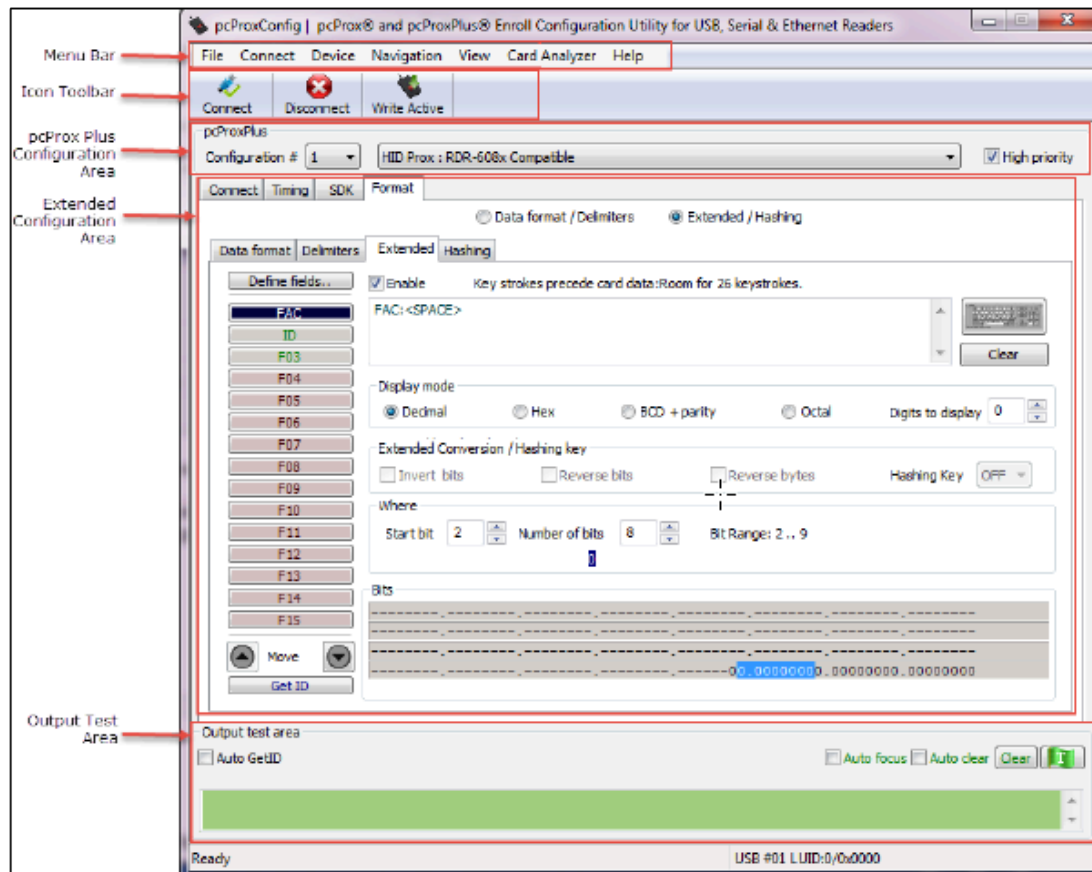 pcProxConfig | pcProx® and pcProxPlus® Enroll Configuration Utility for USB, Serial & Ethernet Readers
Menu Bar
File Connect Device Navigation View Card Analyzer Help
Icon Toolbar
Connect Disconnect Write Active
pcProx Plus
Configuration
Area
pcProxPlus
Configuration # 1 HID Prox : RDR-608x Compatible High priority
Extended
Configuration
Area
Connect Timing SDK Format
Data format / Delimiters Extended / Hashing
Data format Delimiters Extended Hashing
Define fields.. Enable Key strokes precede card data:Room for 26 keystrokes.
FAC FAC:<SPACE>
ID
F03 Clear
F04
Display mode
F05 Decimal Hex BCD + parity Octal Digits to display 0
F06
F07 Extended Conversion / Hashing key
F08 Invert bits Reverse bits Reverse bytes Hashing Key OFF
F09
F10 Where
F11 Start bit 2 Number of bits 8 Bit Range: 2 .. 9
F12 0
F13
F14 Bits
F15
--------.--------.--------.--------.--------.--------.--------.--------
--------.--------.--------.--------.--------.--------.--------.--------
--------.--------.--------.--------.--------.--------.--------.--------
--------.--------.--------.--------.------00.00000000.00000000.00000000
Move
Get ID
Output Test
Area
Output test area
Auto GetID Auto focus Auto clear Clear I
Ready USB #01 LUID:0/0x0000